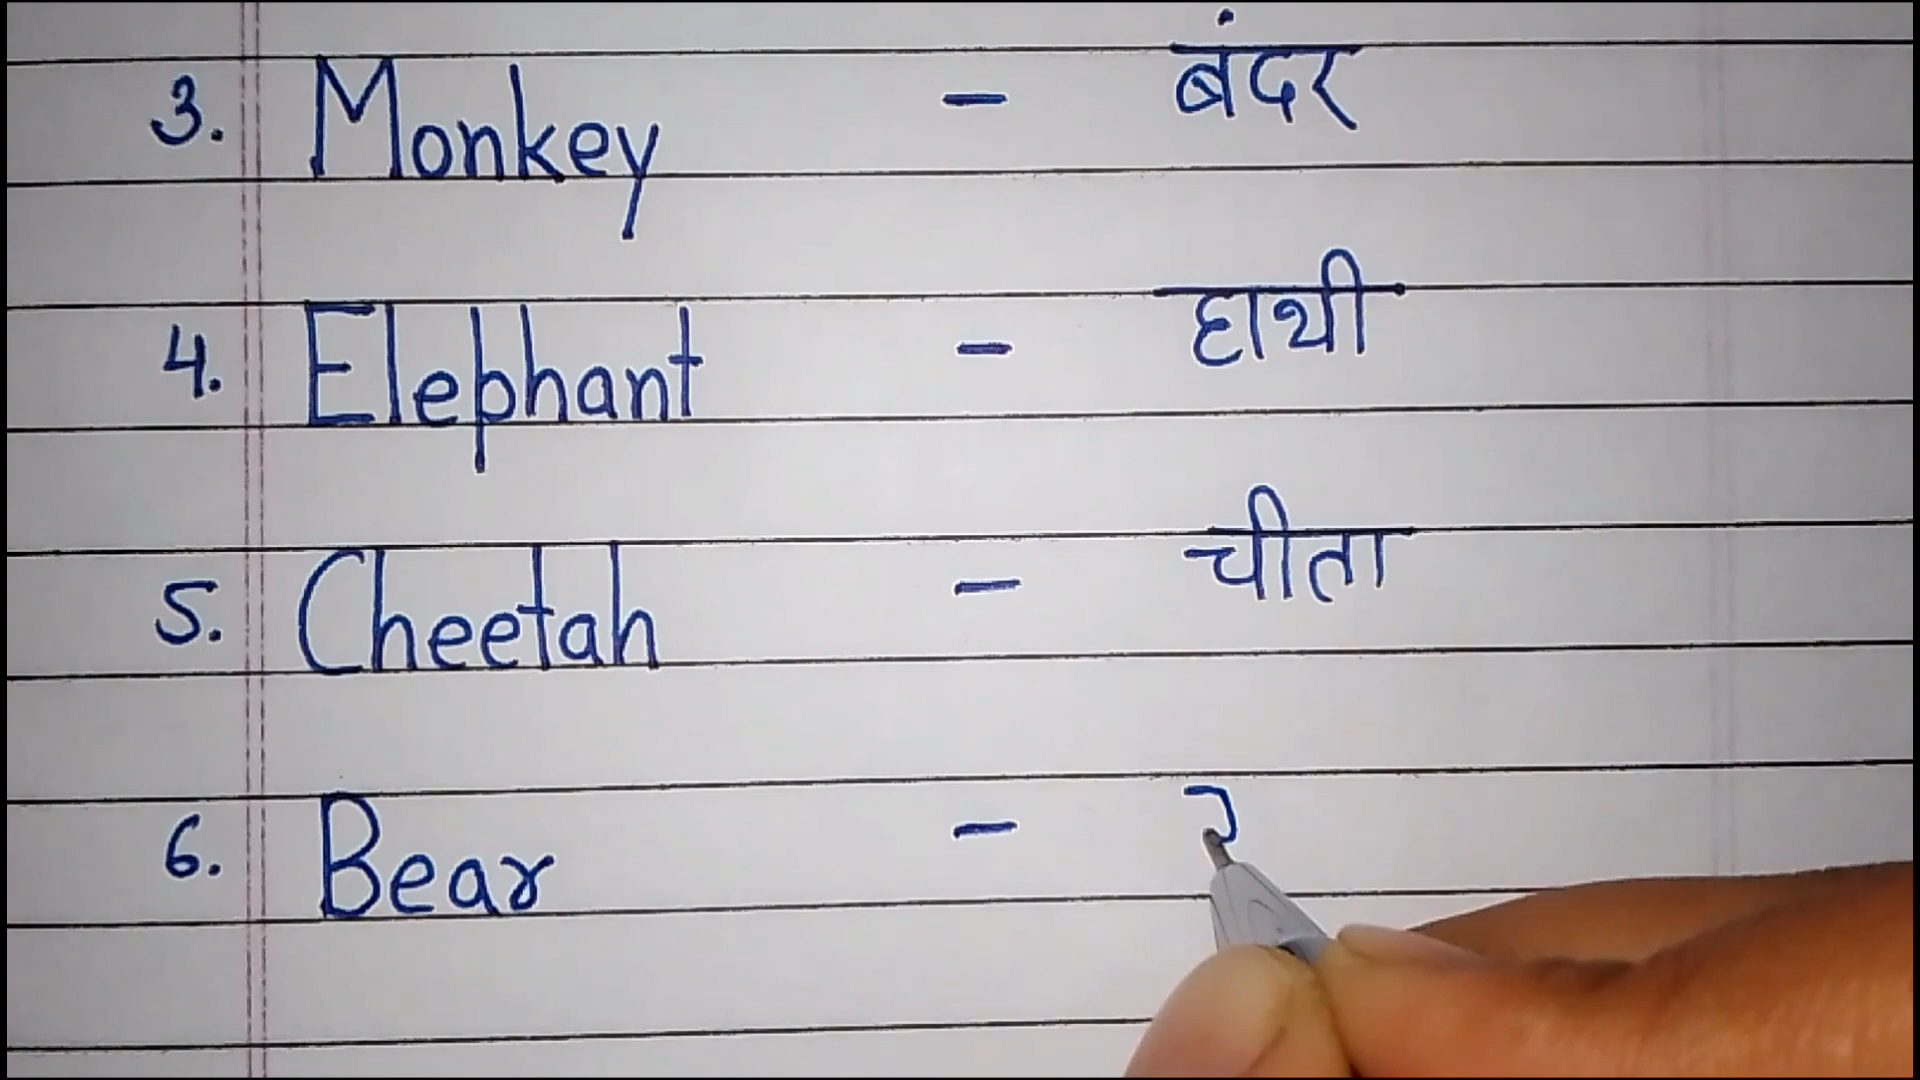 3. Monkey - बंदर
4. Elephant - हाथी
5. Cheetah - चीता
6. Bear -